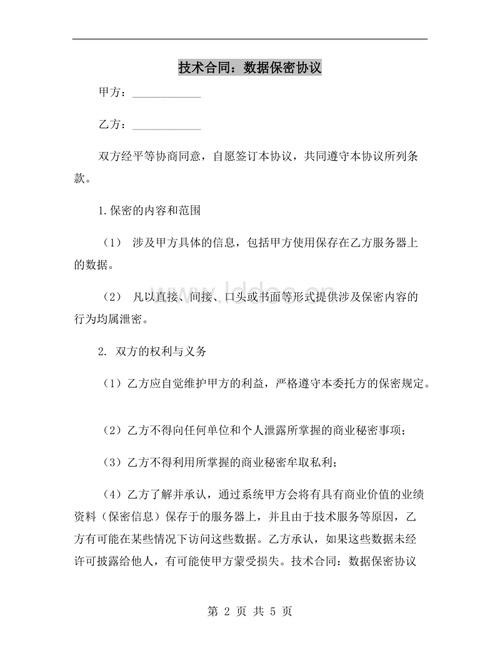 技术合同：数据保密协议
甲方：____________
乙方：____________
双方经平等协商同意，自愿签订本协议，共同遵守本协议所列条
款。
1.保密的内容和范围
（1） 涉及甲方具体的信息，包括甲方使用保存在乙方服务器上
的数据。
（2） 凡以直接、间接、口头或书面等形式提供涉及保密内容的
行为均属泄密。
2. 双方的权利与义务
（1）乙方应自觉维护甲方的利益，严格遵守本委托方的保密规定。
（2）乙方不得向任何单位和个人泄露所掌握的商业秘密事项；
（3）乙方不得利用所掌握的商业秘密牟取私利；
（4）乙方了解并承认，通过系统甲方会将有具有商业价值的业绩
资料（保密信息）保存于的服务器上，并且由于技术服务等原因，乙
方有可能在某些情况下访问这些数据。乙方承认，如果这些数据未经
许可披露给他人，有可能使甲方蒙受损失。技术合同：数据保密协议
第 2 页 共 5 页